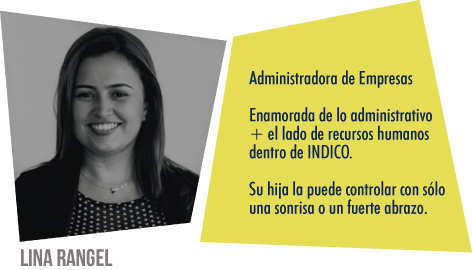 Administradora de Empresas
Enamorada de lo administrativo
+ el lado de recursos humanos
dentro de INDICO.
Su hija la puede controlar con sólo
una sonrisa o un fuerte abrazo.
LINA RANGEL